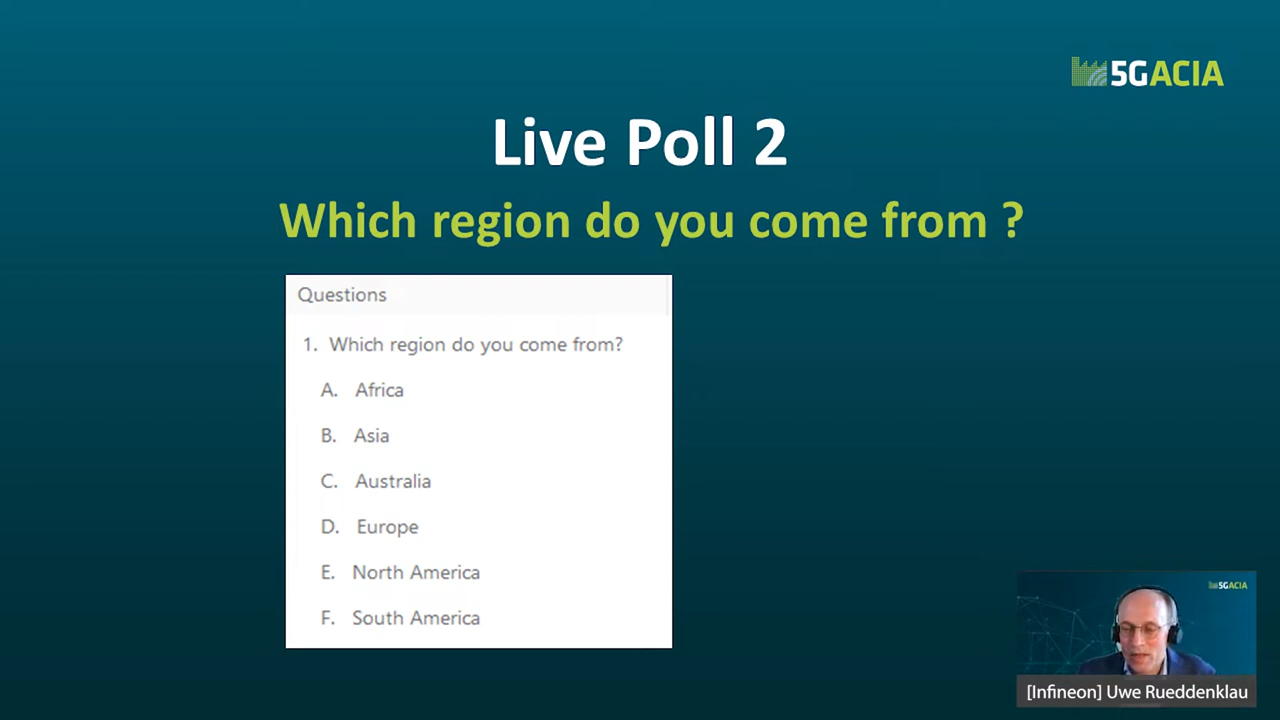 5GACIA
Live Poll 2
Which region do you come from ?
Questions
1. Which region do you come from?
A. Africa
B. Asia
C. Australia
D. Europe
E. North America
F. South America
5GACIA
[Infineon] Uwe Rueddenklau